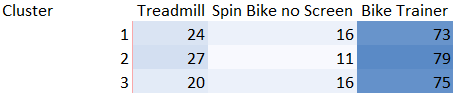 Cluster Treadmill Spin Bike no Screen Bike Trainer
1 24 16 73
2 27 11 79
3 20 16 75